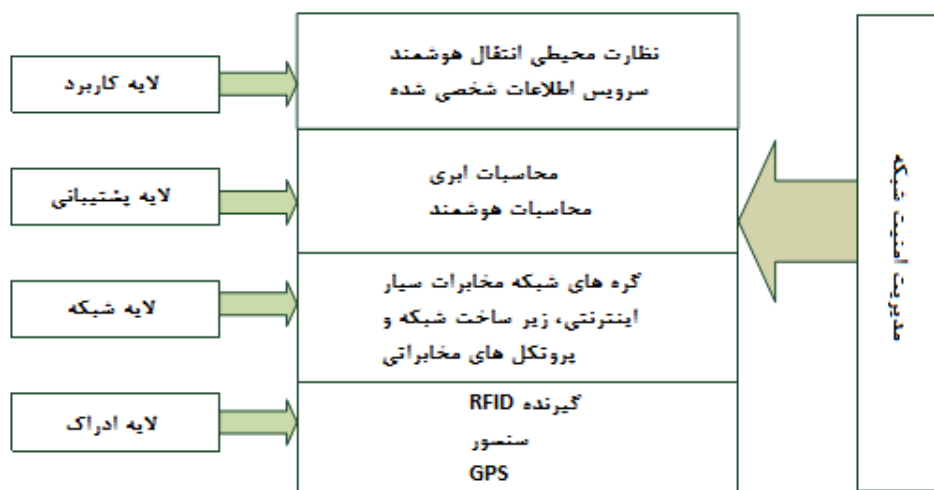 نظارت محیطی انتقال هوشمند
سرویس اطلاعات شخصی شده
لایه کاربرد
محاسبات ابری
محاسبات هوشمند
لایه پشتیبانی
گره های شبکه مخابرات سیار
اینترنتی، زیر ساخت شبکه و
پروتکل های مخابراتی
لایه شبکه
گیرنده RFID
سنسور
GPS
لایه ادراک
مدیریت امنیت شبکه